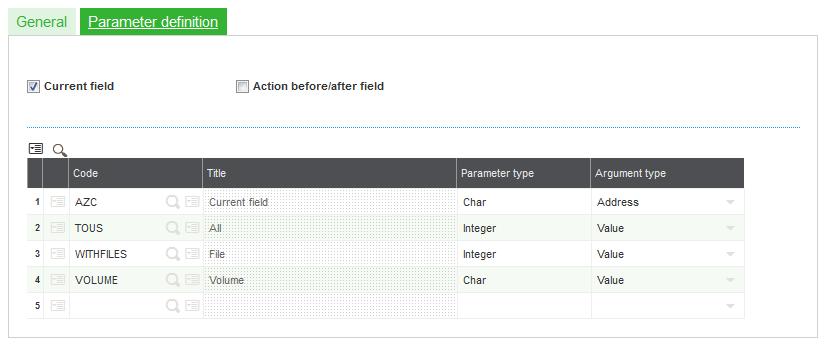 General Parameter definition
Current field Action before/after field
Code Title Parameter type Argument type
1 AZC Current field Char Address
2 TOUS All Integer Value
3 WITHFILES File Integer Value
4 VOLUME Volume Char Value
5